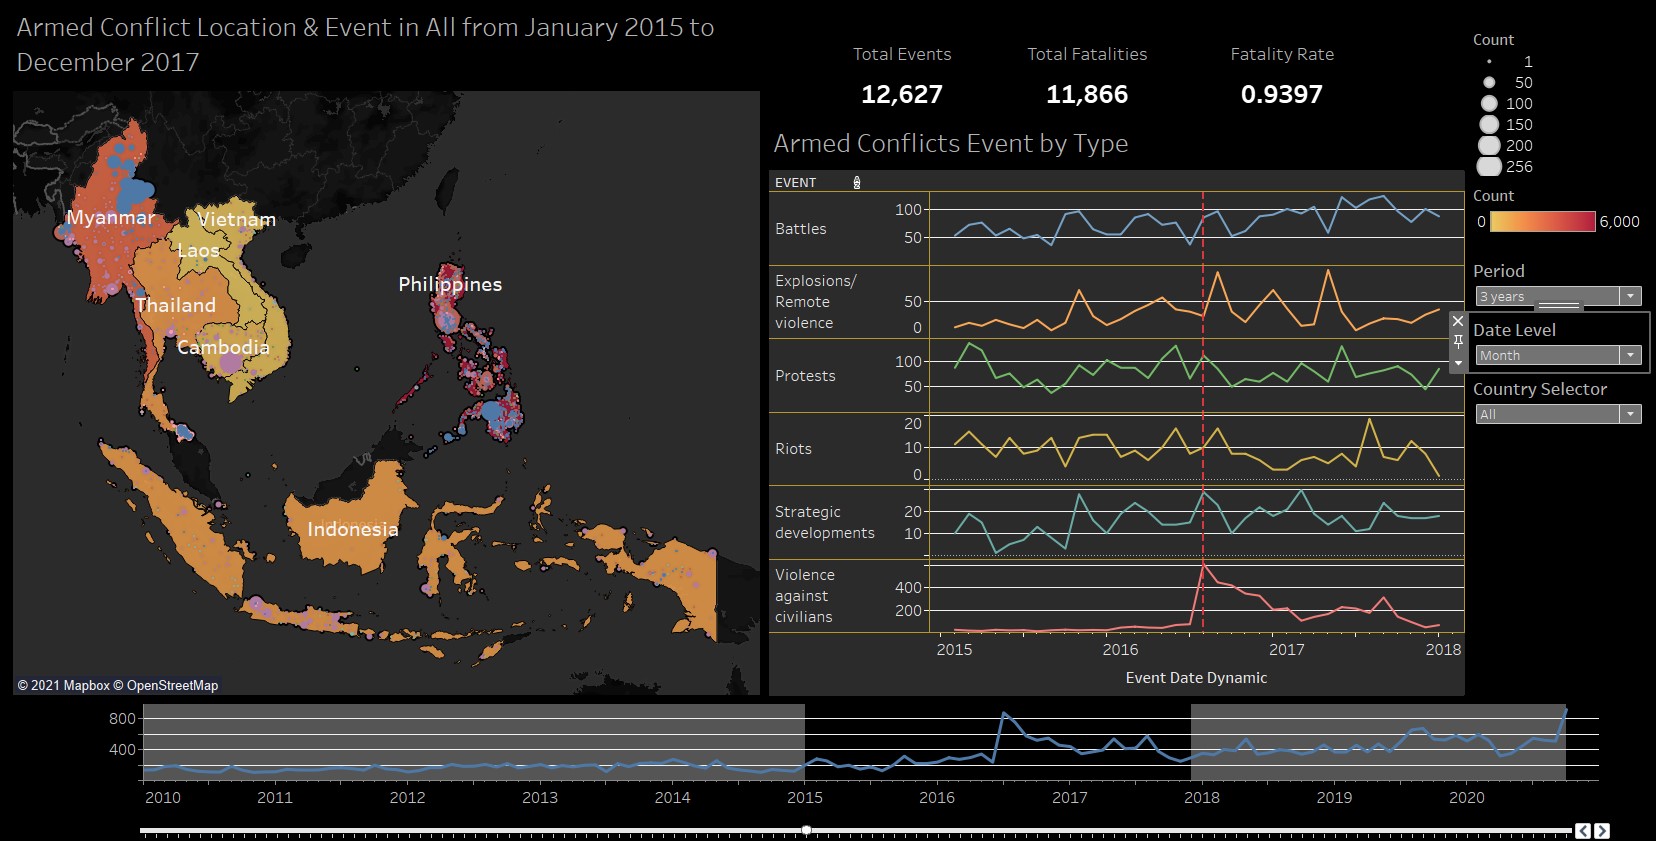 Armed Conflict Location & Event in All from January 2015 to
December 2017
Total Events
Total Fatalities
Fatality Rate
12,627
11,866
0.9397
Myanmar
Vietnam
Laos
Thailand
Cambodia
Philippines
Indonesia
© 2021 Mapbox © OpenStreetMap
Armed Conflicts Event by Type
EVENT
Battles
100
50
Explosions/
Remote
violence
50
0
Protests
100
50
Riots
20
10
0
Strategic
developments
20
10
Violence
against
civilians
400
200
2015
2016
2017
2018
Event Date Dynamic
Count
1
50
100
150
200
256
Count
0
6,000
Period
3 years
Date Level
Month
Country Selector
All
800
400
2010
2011
2012
2013
2014
2015
2016
2017
2018
2019
2020